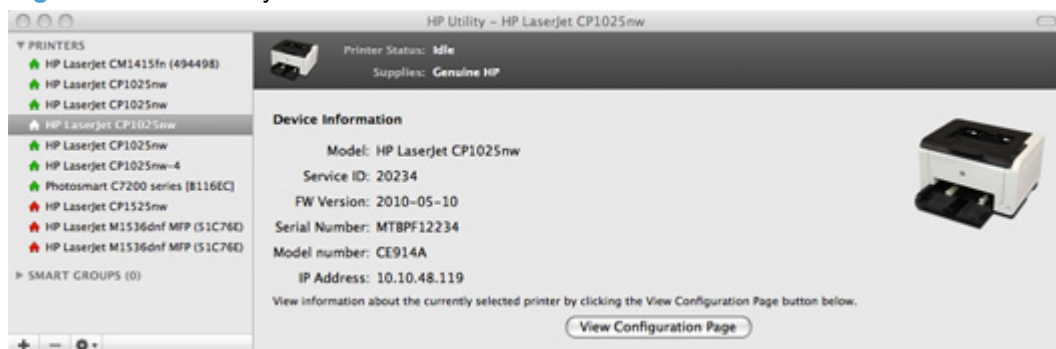 HP Utility – HP LaserJet CP1025nw
PRINTERS
HP LaserJet CM1415fn (494498)
HP LaserJet CP1025nw
HP LaserJet CP1025nw
HP LaserJet CP1025nw
HP LaserJet CP1025nw
HP LaserJet CP1025nw-4
Photosmart C7200 series [B116EC]
HP LaserJet CP1525nw
HP LaserJet M1536dnf MFP (51C76E)
HP LaserJet M1536dnf MFP (51C76E)
SMART GROUPS (0)
Printer Status: Idle
Supplies: Genuine HP
Device Information
Model: HP LaserJet CP1025nw
Service ID: 20234
FW Version: 2010-05-10
Serial Number: MTBPF12234
Model number: CE914A
IP Address: 10.10.48.119
View information about the currently selected printer by clicking the View Configuration Page button below.
View Configuration Page